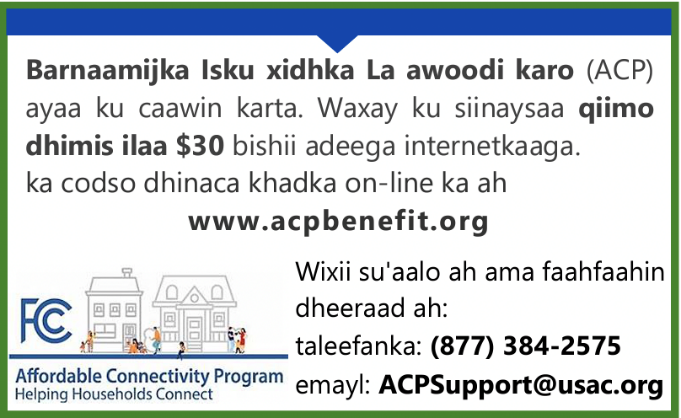 Barnaamijka Isku xidhka La awoodi karo (ACP)
ayaa ku caawin karta. Waxay ku siinaysaa qiimo
dhimis ilaa $30 bishii adeega internetkaaga.
ka codso dhinaca khadka on-line ka ah
www.acpbenefit.org
Wixii su'aalo ah ama faahfaahin
dheeraad ah:
taleefanka: (877) 384-2575
emayl: ACPSupport@usac.org
FCC
Affordable Connectivity Program
Helping Households Connect